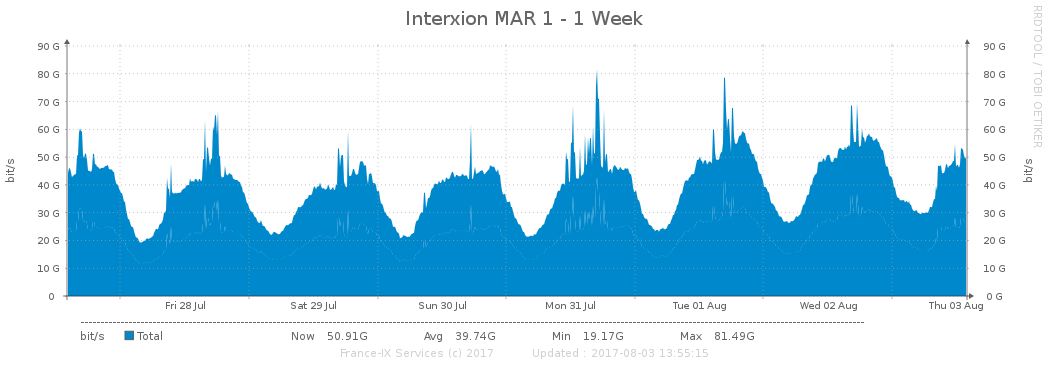 Interxion MAR 1 - 1 Week
RRDTOOL / TOBI OETIKER
bit/s
90 G 90 G
80 G 80 G
70 G 70 G
60 G 60 G
50 G 50 G
40 G 40 G
30 G 30 G
20 G 20 G
10 G 10 G
0 0 G
bit/s
Fri 28 Jul Sat 29 Jul Sun 30 Jul Mon 31 Jul Tue 01 Aug Wed 02 Aug Thu 03 Aug
bit/s Total Now 50.91G Avg 39.74G Min 19.17G Max 81.49G
France-IX Services (c) 2017 Updated : 2017-08-03 13:55:15